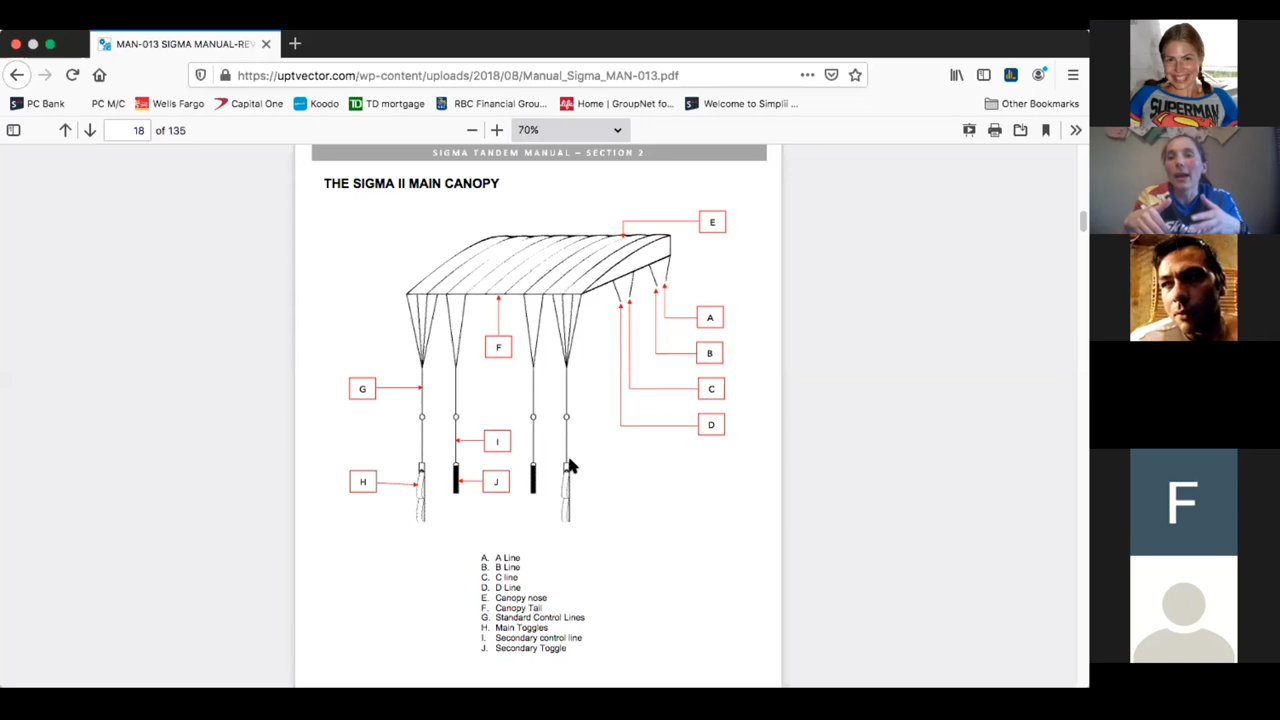 MAN-013 SIGMA MANUAL-REV
https://uptvector.com/wp-content/uploads/2018/08/Manual_Sigma_MAN-013.pdf
PC Bank PC M/C Wells Fargo Capital One Koodo TD mortgage RBC Financial Grou... Home | GroupNet fo... Welcome to Simplii ... Other Bookmarks
18 of 135 70%
SIGMA TANDEM MANUAL – SECTION 2
THE SIGMA II MAIN CANOPY
E
A
F
B
G
C
D
I
H
J
A. A Line
B. B Line
C. C line
D. D Line
E. Canopy nose
F. Canopy Tail
G. Standard Control Lines
H. Main Toggles
I. Secondary control line
J. Secondary Toggle
SUPERMAN
F